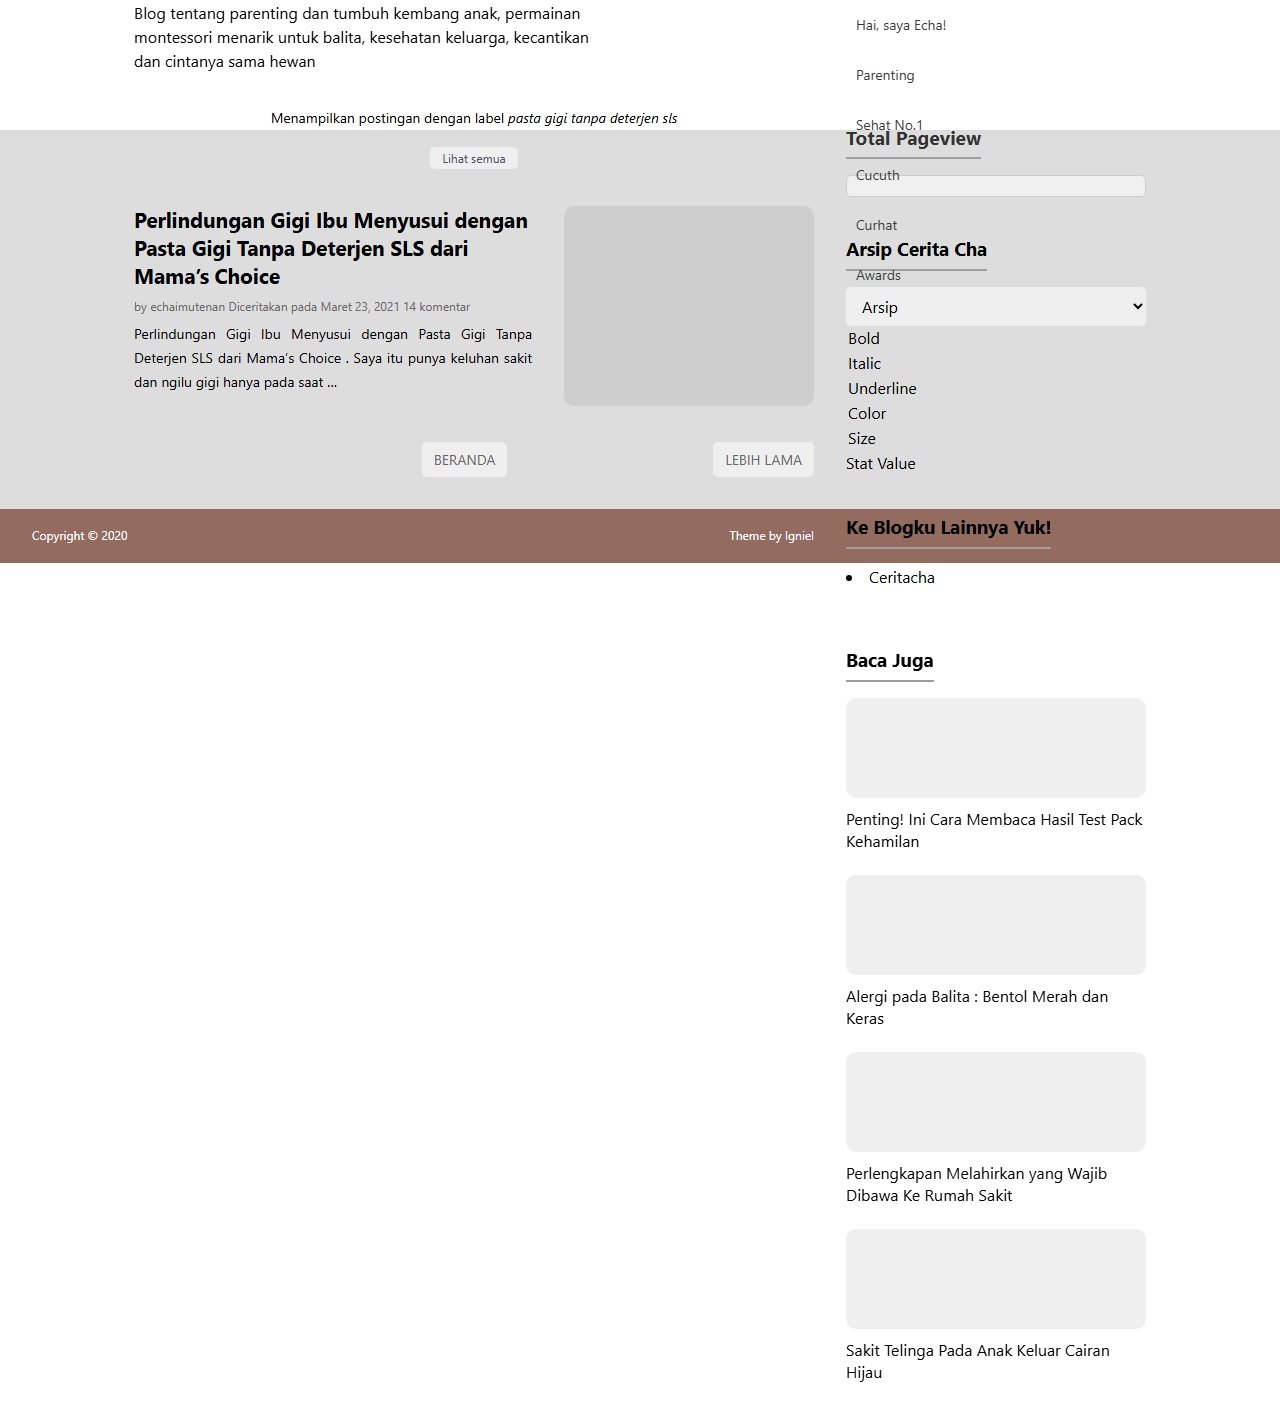 Blog tentang parenting dan tumbuh kembang anak, permainan
montessori menarik untuk balita, kesehatan keluarga, kecantikan
dan cintanya sama hewan
Hai, saya Echa!
Parenting
Sehat No.1
Cucuth
Curhat
Awards
Menampilkan postingan dengan label pasta gigi tanpa deterjen sls
Lihat semua
Perlindungan Gigi Ibu Menyusui dengan
Pasta Gigi Tanpa Deterjen SLS dari
Mama’s Choice
by echaimutenan Diceritakan pada Maret 23, 2021 14 komentar
Perlindungan Gigi Ibu Menyusui dengan Pasta Gigi Tanpa
Deterjen SLS dari Mama’s Choice . Saya itu punya keluhan sakit
dan ngilu gigi hanya pada saat …
BERANDA
LEBIH LAMA
Total Pageview
Arsip Cerita Cha
Arsip
Bold
Italic
Underline
Color
Size
Stat Value
Copyright © 2020
Theme by Igniel
Ke Blogku Lainnya Yuk!
Ceritacha
Baca Juga
Penting! Ini Cara Membaca Hasil Test Pack
Kehamilan
Alergi pada Balita : Bentol Merah dan
Keras
Perlengkapan Melahirkan yang Wajib
Dibawa Ke Rumah Sakit
Sakit Telinga Pada Anak Keluar Cairan
Hijau